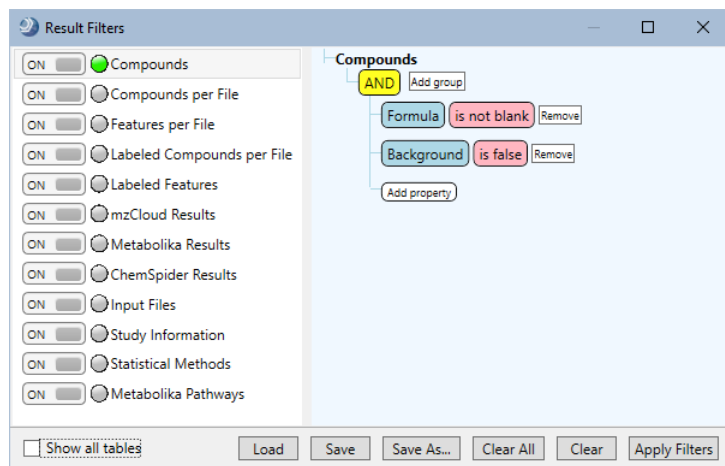 Result Filters
ON Compounds
ON Compounds per File
ON Features per File
ON Labeled Compounds per File
ON Labeled Features
ON mzCloud Results
ON Metabolika Results
ON ChemSpider Results
ON Input Files
ON Study Information
ON Statistical Methods
ON Metabolika Pathways
Compounds
AND Add group
Formula is not blank Remove
Background is false Remove
Add property
Show all tables Load Save Save As... Clear All Clear Apply Filters